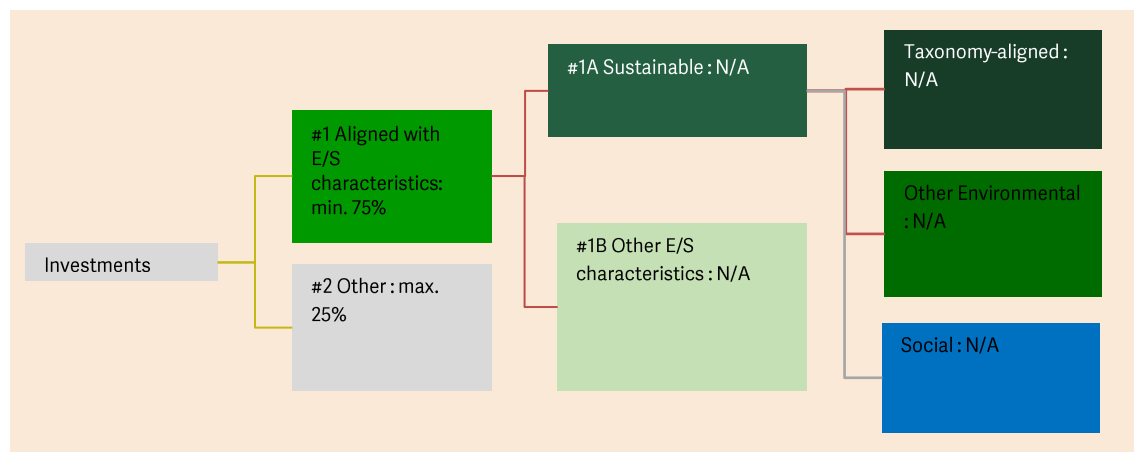 Investments
#1 Aligned with
E/S
characteristics:
min. 75%
#2 Other : max.
25%
#1A Sustainable : N/A
#1B Other E/S
characteristics : N/A
Taxonomy-aligned :
N/A
Other Environmental
: N/A
Social : N/A